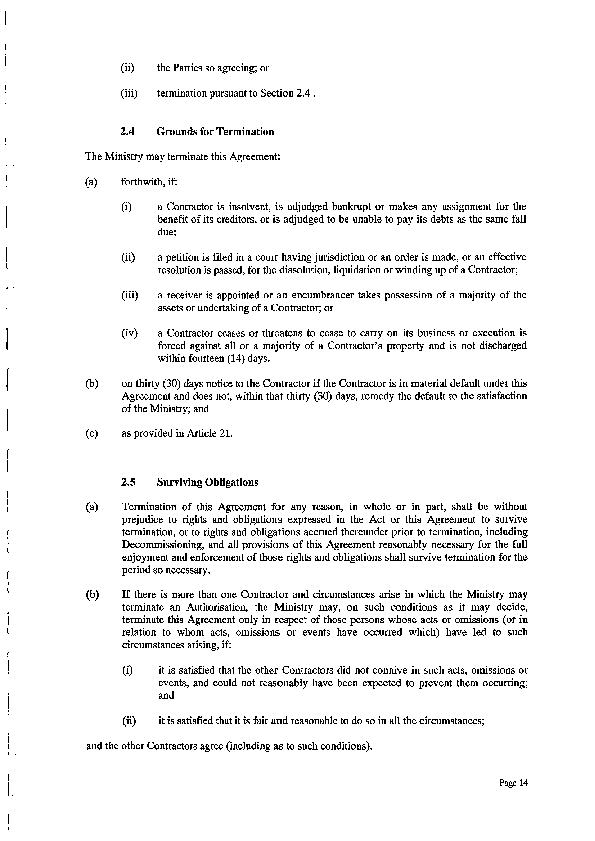 (ii) the Parties so agreeing; or
(iii) termination pursuant to Section 2.4 .
2.4 Grounds for Termination
The Ministry may terminate this Agreement:
(a) forthwith, if:
(i) a Contractor is insolvent, is adjudged bankrupt or makes any assignment for the
benefit of its creditors, or is adjudged to be unable to pay its debts as the same fall
due;
(ii) a petition is filed in a court having jurisdiction or an order is made, or an effective
resolution is passed, for the dissolution, liquidation or winding up of a Contractor;
(iii) a receiver is appointed or an encumbrancer takes possession of a majority of the
assets or undertaking of a Contractor; or
(iv) a Contractor ceases or threatens to cease to carry on its business or execution is
forced against all or a majority of a Contractor's property and is not discharged
within fourteen (14) days.
(b) on thirty (30) days notice to the Contractor if the Contractor is in material default under this
Agreement and does not, within that thirty (30) days, remedy the default to the satisfaction
of the Ministry; and
(c) as provided in Article 21.
2.5 Surviving Obligations
(a) Termination of this Agreement for any reason, in whole or in part, shall be without
prejudice to rights and obligations expressed in the Act or this Agreement to survive
termination, or to rights and obligations accrued thereunder prior to termination, including
Decommissioning, and all provisions of this Agreement reasonably necessary for the full
enjoyment and enforcement of those rights and obligations shall survive termination for the
period so necessary.
(b) If there is more than one Contractor and circumstances arise in which the Ministry may
terminate an Authorisation, the Ministry may, on such conditions as it may decide,
terminate this Agreement only in respect of those persons whose acts or omissions (or in
relation to whom acts, omissions or events have occurred which) have led to such
circumstances arising, if:
(i) it is satisfied that the other Contractors did not connive in such acts, omissions or
events, and could not reasonably have been expected to prevent them occurring;
and
(ii) it is satisfied that it is fair and reasonable to do so in all the circumstances;
and the other Contractors agree (including as to such conditions).
Page 14